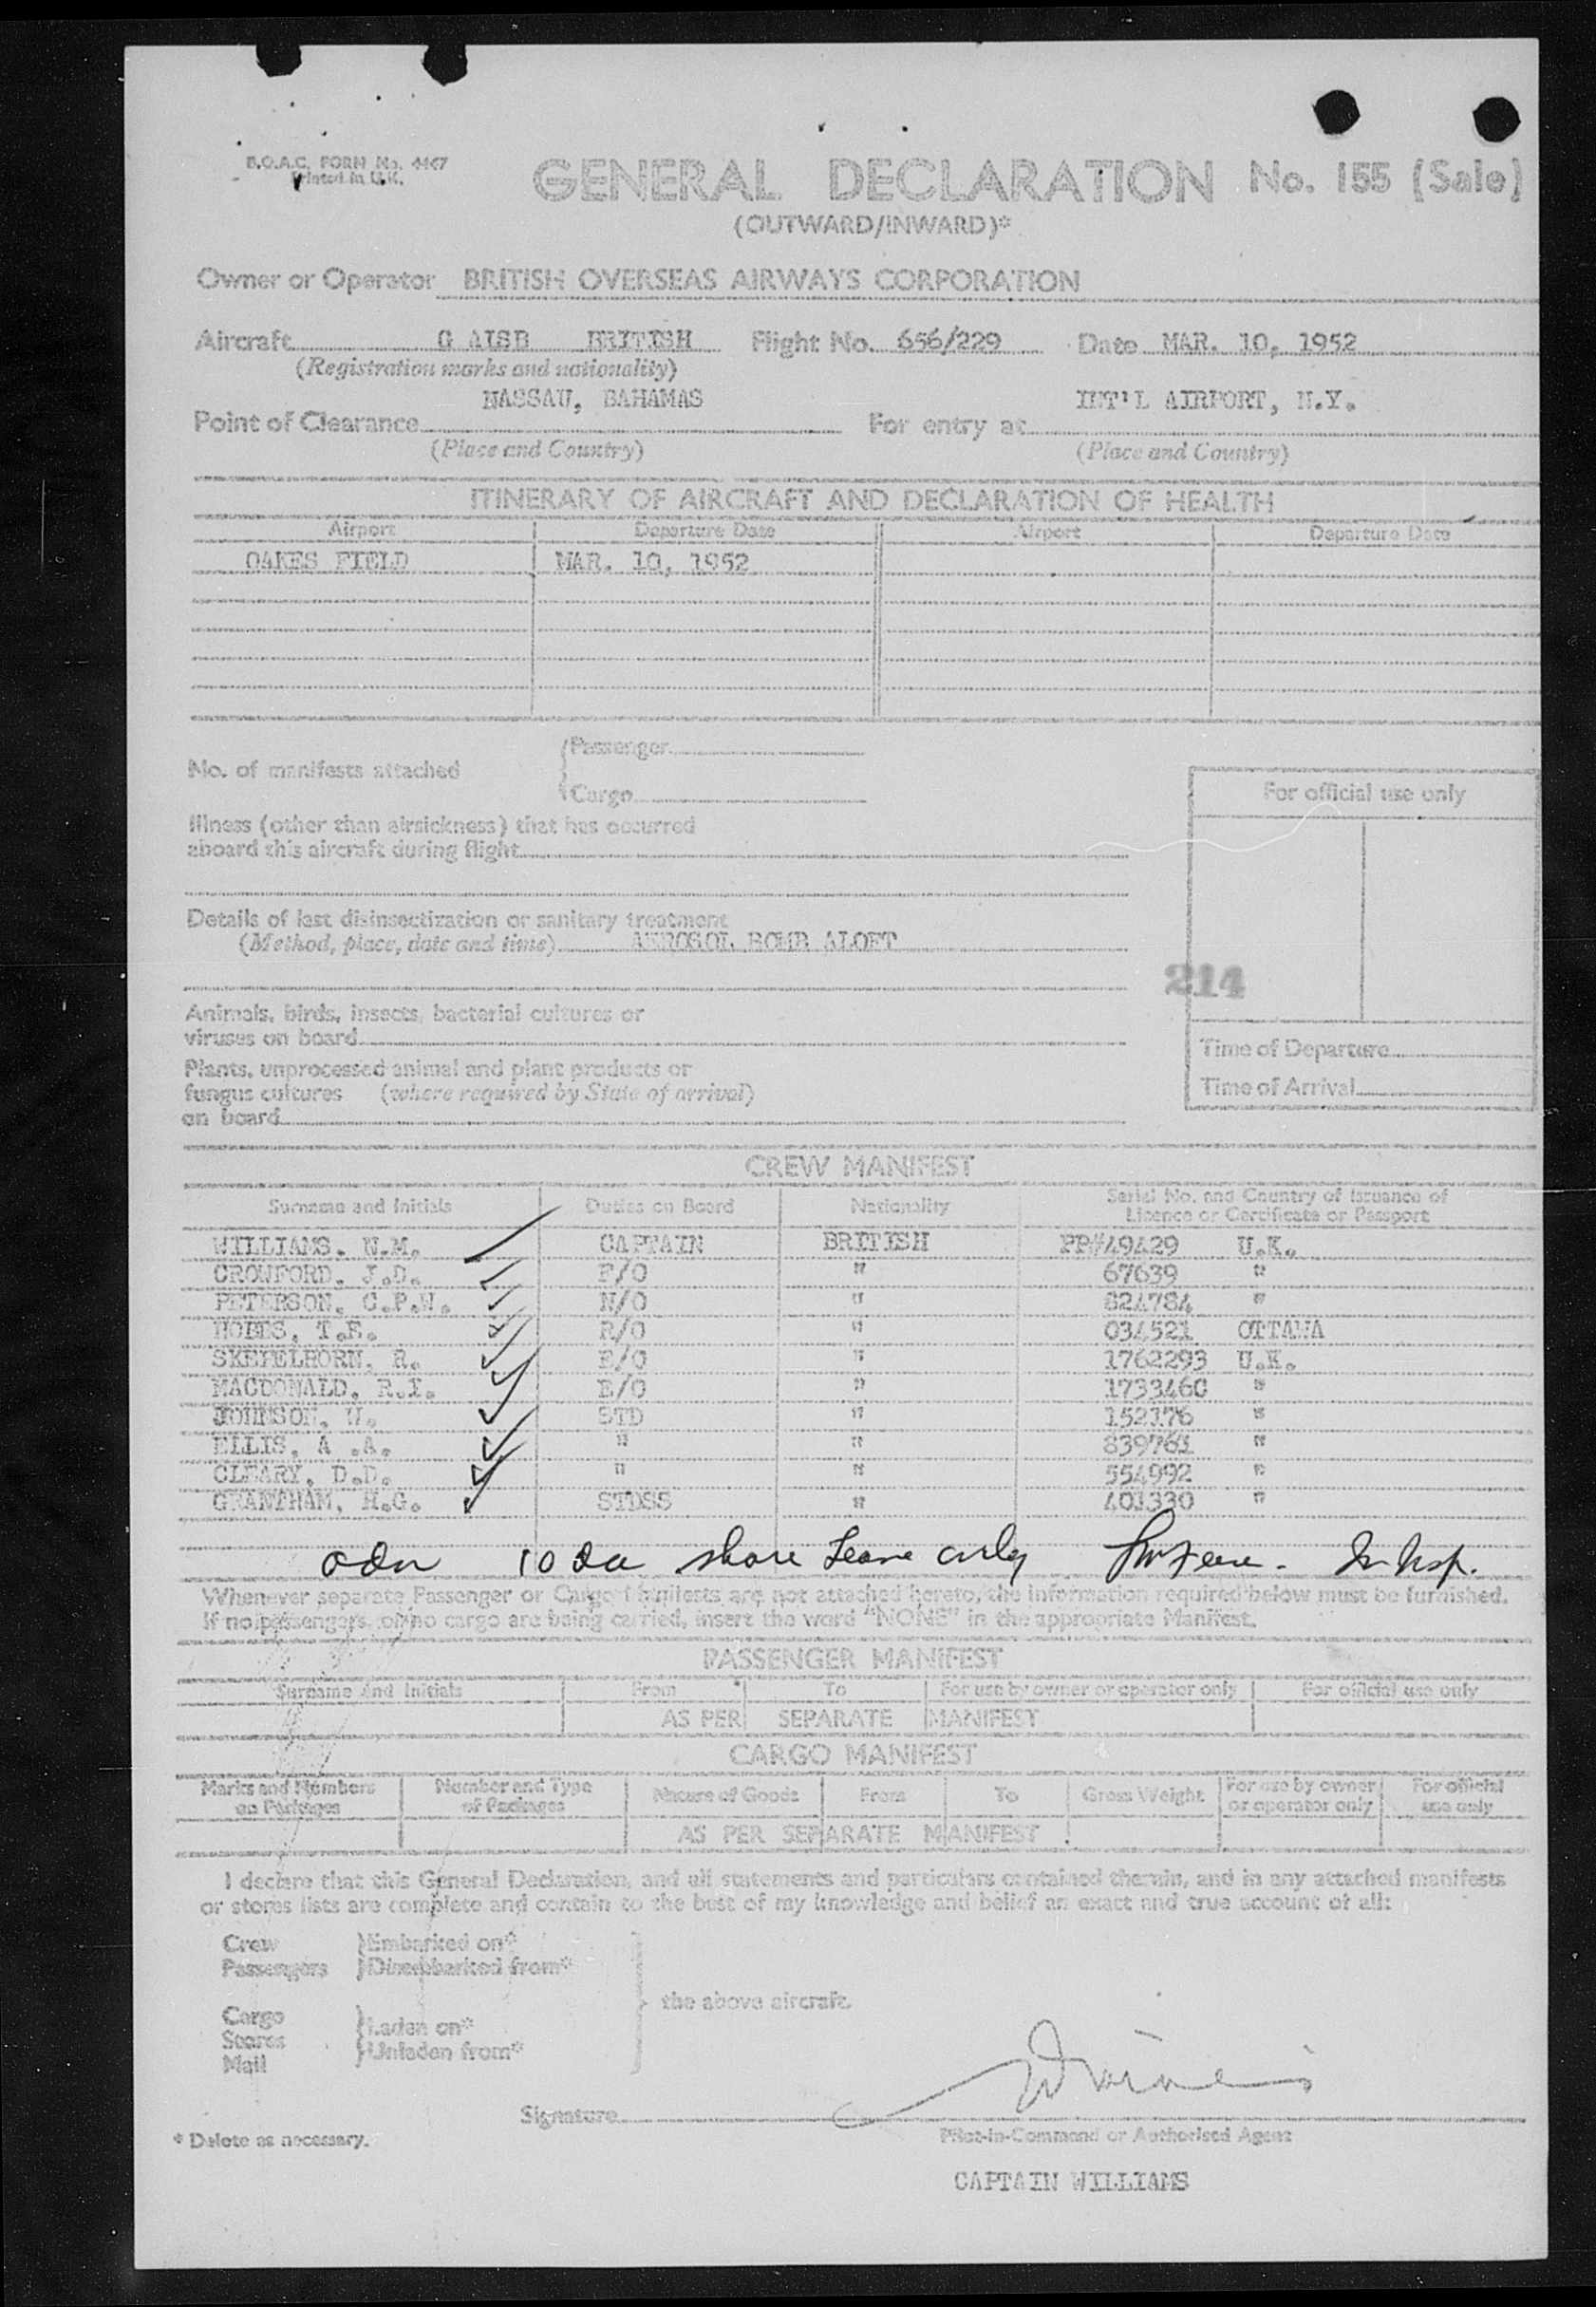 B.O.A.C. FORM No. 4467
Printed in U.K.
GENERAL DECLARATION No. 155 (Sale)
(OUTWARD/INWARD)*
Owner or Operator BRITISH OVERSEAS AIRWAYS CORPORATION
Aircraft BRITISH Flight No. 656/229 Date MAR. 10, 1952
(Registration marks and nationality)
NASSAU, BAHAMAS INT'L AIRPORT, N.Y.
Point of Clearance For entry at
(Place and Country) (Place and Country)
ITINERARY OF AIRCRAFT AND DECLARATION OF HEALTH
Airport Departure Date Airport Departure Date
OAKES FIELD MAR. 10, 1952
No. of manifests attached
Passenger
Cargo
For official use only
Illness (other than airsickness) that has occurred
aboard this aircraft during flight
Details of last disinsectization or sanitary treatment
(Method, place, date and time) AEROSOL BOMB ALOFT
214
Animals, birds, insects, bacterial cultures or
viruses on board
Time of Departure
Plants, unprocessed animal and plant products or
fungus cultures (where required by State of arrival)
Time of Arrival
on board
CREW MANIFEST
Surname and Initials Duties on Board Nationality Serial No. and Country of Issuance of
Licence or Certificate or Passport
WILLIAMS. CAPTAIN BRITISH PP#49429 U.K.
CROWFORD, J.D. F/O " 67639 "
PETERSON, N/O " 824784 "
HOBBS, R/O " 034521 OTTAWA
SKEPELHORN, R. E/O " 1762293 U.K.
MACDONALD, E/O " 1733460 "
JOHNSON, W. STD " 152176 "
ELLIS, A .A. " " 839761 "
CLEARY, D.D. " " 554992 "
GRANTHAM, H.G. STDSS " 401330 "
10 da shore Leave only
Whenever separate Passenger or Cargo Manifests are not attached hereto, the information required below must be furnished.
If no passengers, or no cargo are being carried, insert the word "NONE" in the appropriate Manifest.
PASSENGER MANIFEST
Surname and Initials From To For use by owner or operator only For official use only
AS PER SEPARATE MANIFEST
CARGO MANIFEST
Marks and Numbers on Packages Number and Type of Packages Nature of Goods From To Gross Weight For use by owner or operator only For official use only
AS PER SEPARATE MANIFEST
I declare that this General Declaration, and all statements and particulars contained therein, and in any attached manifests
or stores lists are complete and contain to the best of my knowledge and belief an exact and true account of all:
Crew Embarked on*
Passengers Disembarked from*
the above aircraft.
Cargo
Stores Laden on*
Mail Unladen from*
Signature
* Delete as necessary. Pilot-in-Command or Authorised Agent
CAPTAIN WILLIAMS